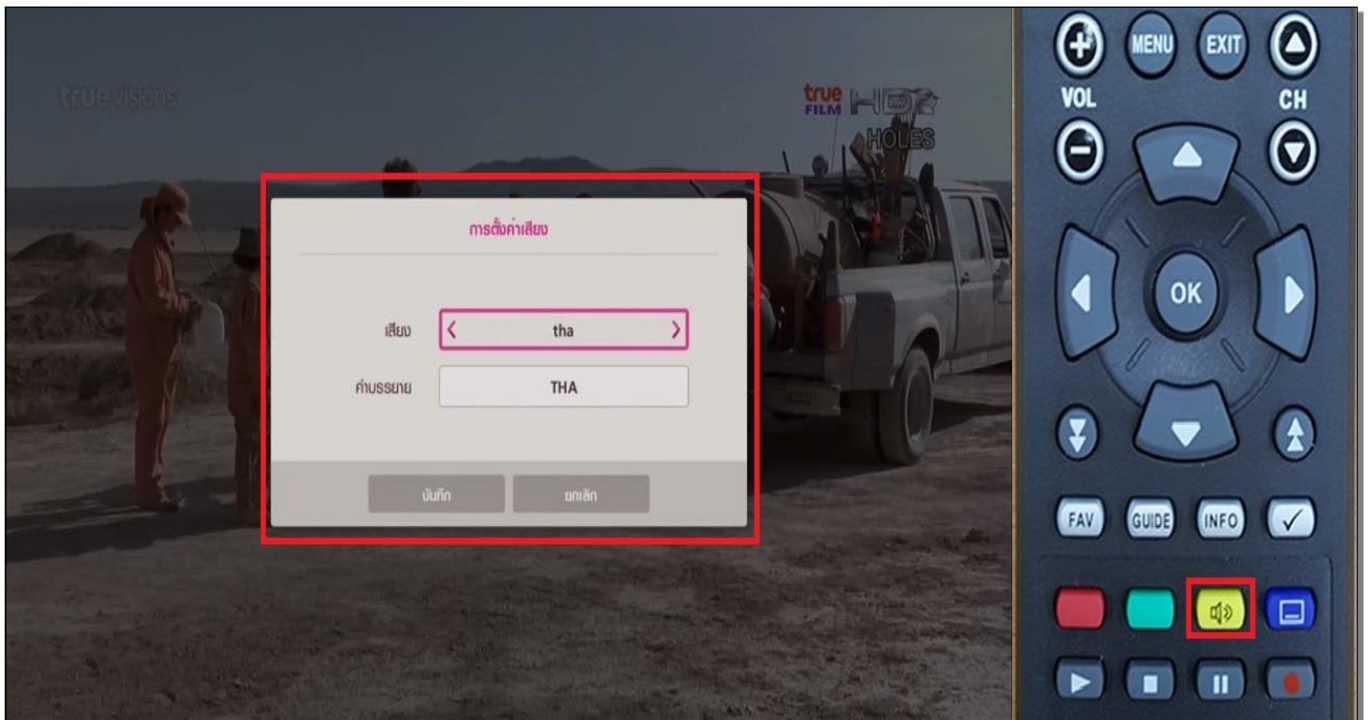 true visions
true
FILM HD2
HOLES
การตั้งค่าเสียง
เสียง
tha
คำบรรยาย
THA
บันทึก
ยกเลิก
MENU
EXIT
VOL
CH
OK
FAV
GUIDE
INFO